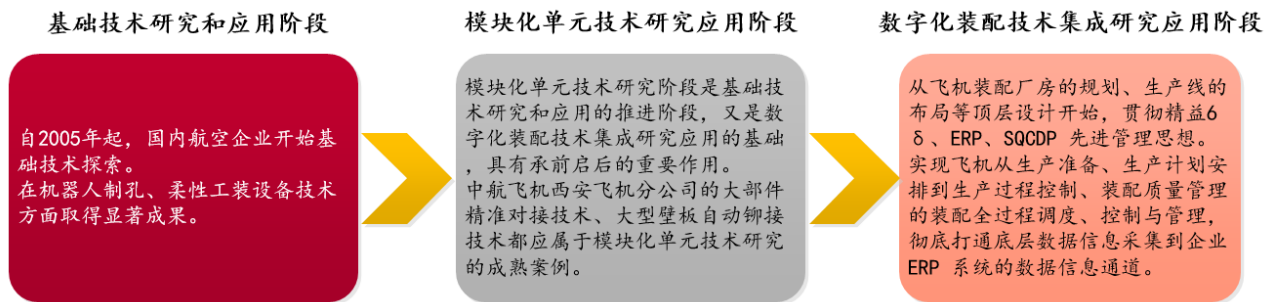 基础技术研究和应用阶段
自2005年起，国内航空企业开始基
础技术探索。
在机器人制孔、柔性工装设备技术
方面取得显著成果。
模块化单元技术研究应用阶段
模块化单元技术研究阶段是基础技
术研究和应用的推进阶段，又是数
字化装配技术集成研究应用的基础
，具有承前启后的重要作用。
中航飞机西安飞机分公司的大部件
精准对接技术、大型壁板自动铆接
技术都应属于模块化单元技术研究
的成熟案例。
数字化装配技术集成研究应用阶段
从飞机装配厂房的规划、生产线的
布局等顶层设计开始，贯彻精益6
δ、ERP、SQCDP 先进管理思想。
实现飞机从生产准备、生产计划安
排到生产过程控制、装配质量管理
的装配全过程调度、控制与管理，
彻底打通底层数据信息采集到企业
ERP 系统的数据信息通道。